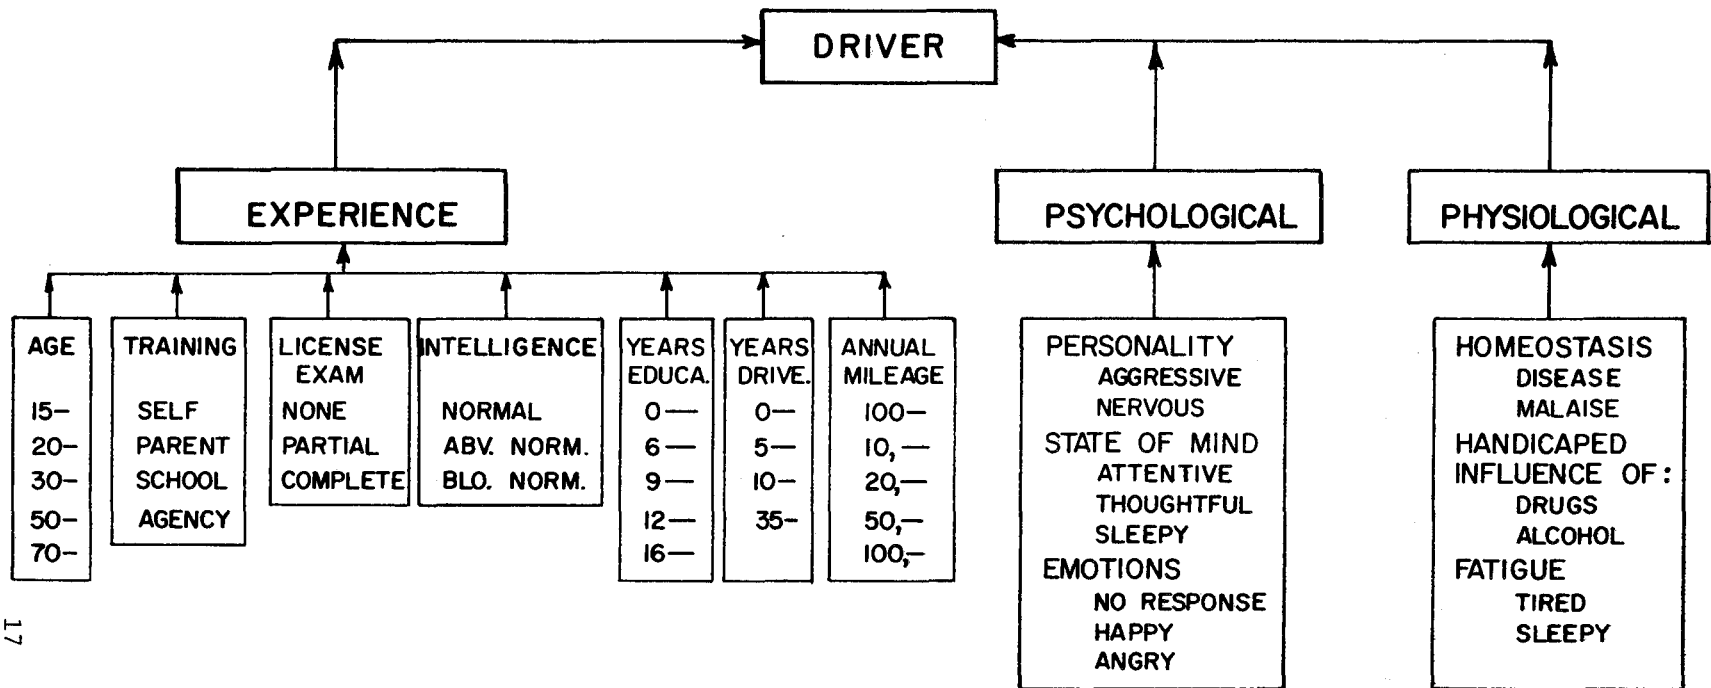 DRIVER
EXPERIENCE
PSYCHOLOGICAL
PHYSIOLOGICAL
AGE
15-
20-
30-
50-
70-
TRAINING
SELF
PARENT
SCHOOL
AGENCY
LICENSE
EXAM
NONE
PARTIAL
COMPLETE
INTELLIGENCE
NORMAL
ABV. NORM.
BLO. NORM.
YEARS
EDUCA.
0—
6—
9—
12—
16—
YEARS
DRIVE.
0—
5—
10—
35-
ANNUAL
MILEAGE
100-
10,—
20,—
50,—
100,-
PERSONALITY
AGGRESSIVE
NERVOUS
STATE OF MIND
ATTENTIVE
THOUGHTFUL
SLEEPY
EMOTIONS
NO RESPONSE
HAPPY
ANGRY
HOMEOSTASIS
DISEASE
MALAISE
HANDICAPED
INFLUENCE OF:
DRUGS
ALCOHOL
FATIGUE
TIRED
SLEEPY
17